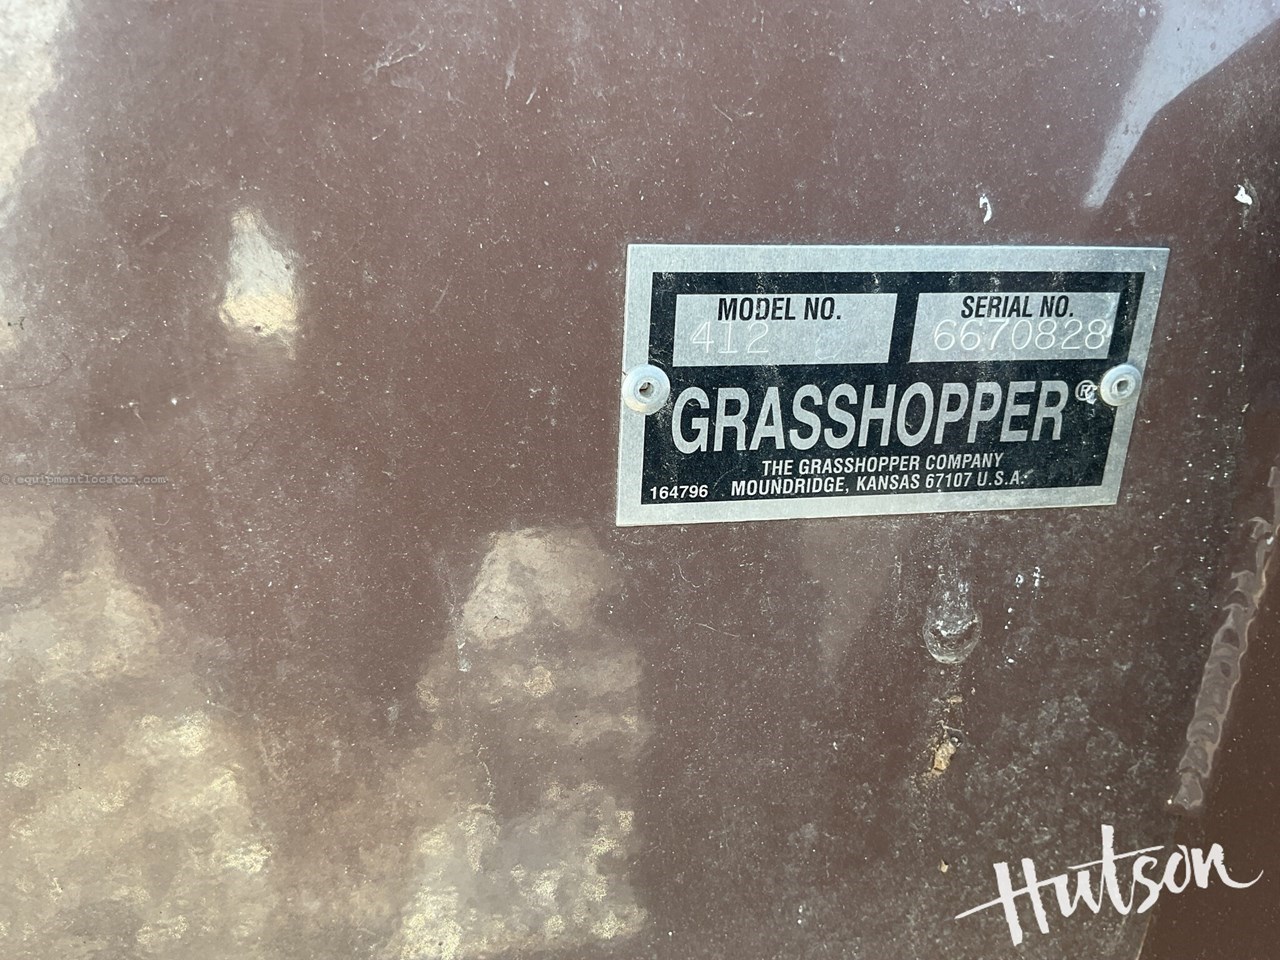 MODEL NO.
412
SERIAL NO.
6670828
GRASSHOPPER®
THE GRASSHOPPER COMPANY
164796 MOUNDRIDGE, KANSAS 67107 U.S.A.
(c)equipmentlocator.com
Hutson